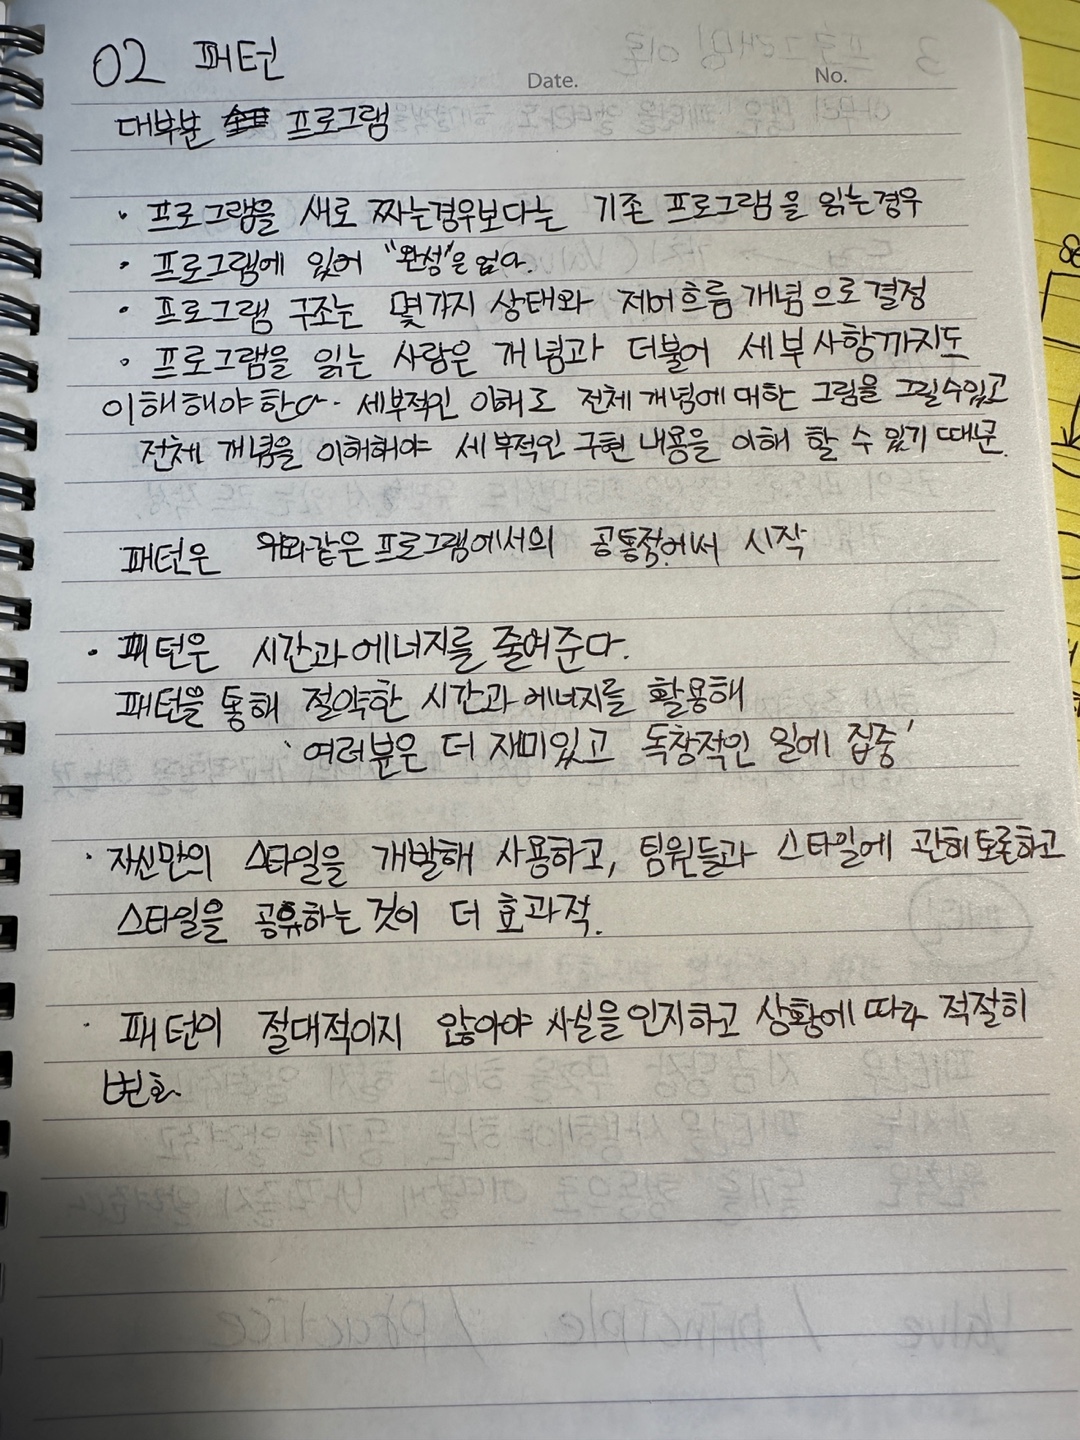 02 패턴
Date.
No.
대부분 프로그램
· 프로그램을 새로 짜는경우보다는 기존 프로그램을 읽는경우
· 프로그램에 있어 "완성"은 없다.
· 프로그램 구조는 몇가지 상태와 제어흐름 개념으로결정
· 프로그램을 읽는 사람은 개념과 더불어 세부사항까지도
이해해야한다. 세부적인 이해도 전체개념에 대한 그림을 그릴수있고
전체 개념을 이해해야 세부적인 구현 내용을 이해 할 수 있기 때문.
패턴은 위와같은프로그램에서의 공통점에서 시작
· 패턴은 시간과에너지를 줄여준다.
패턴을통해 절약한 시간과에너지를 활용해
'여러분은 더 재미있고 독창적인 일에 집중'
· 자신만의 스타일을 개발해 사용하고, 팀원들과 스타일에 관해토론하고
스타일을 공유하는 것이 더 효과적.
· 패턴이 절대적이지 않아야 사실을인지하고 상황에따라 적절히
변화.